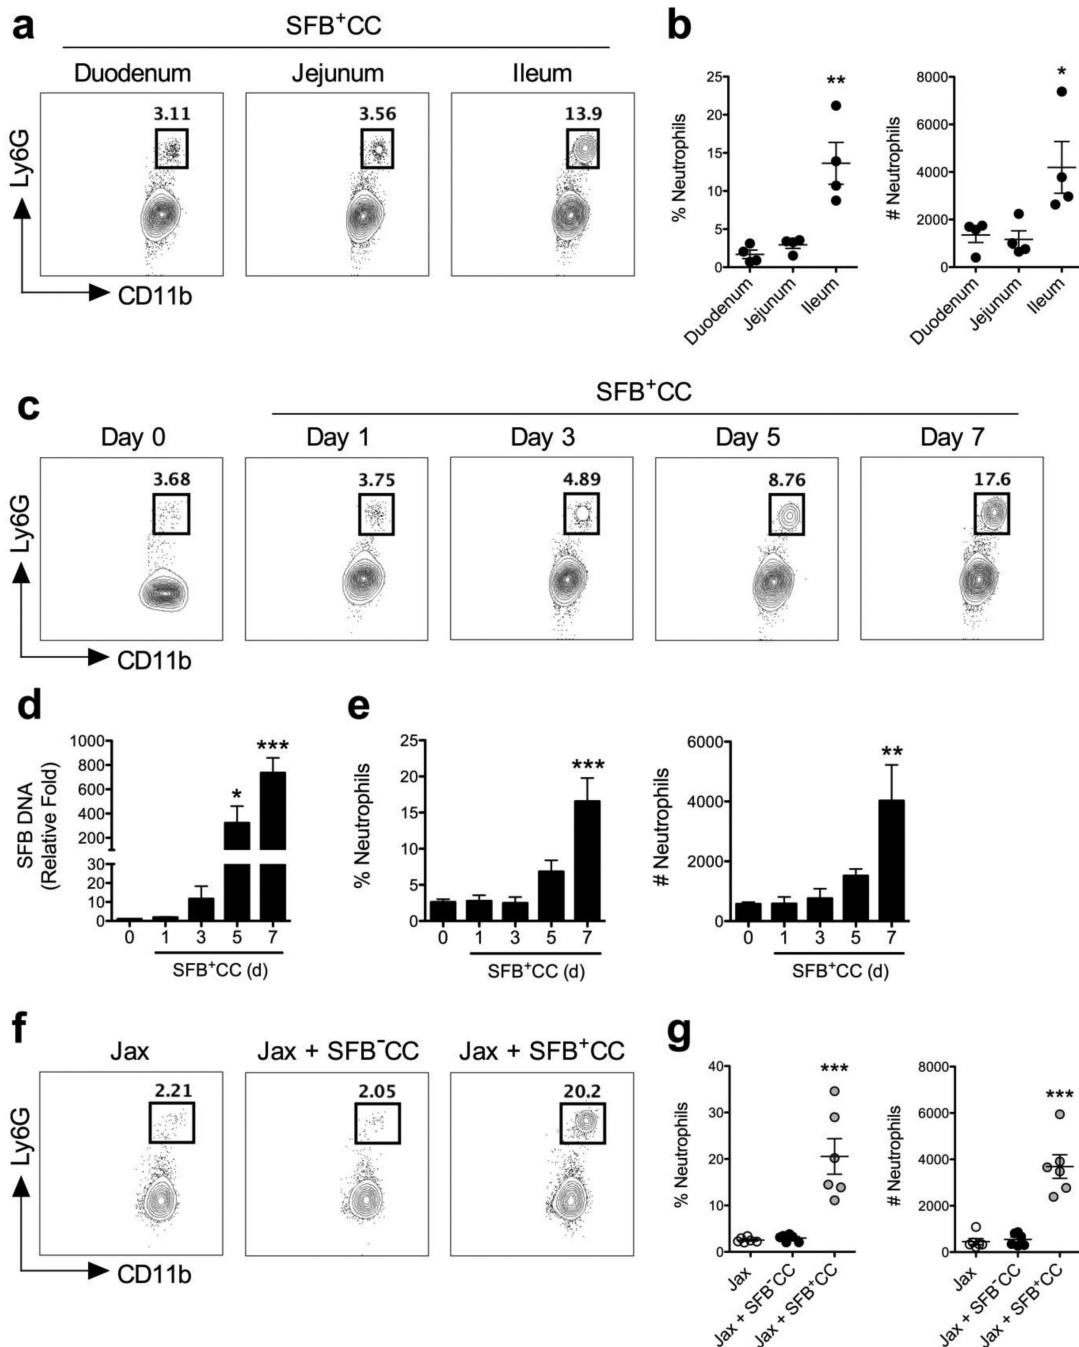 a
SFB⁺CC
Duodenum Jejunum Ileum
3.11 3.56 13.9
Ly6G
CD11b
b
25
20
15
10
5
0
% Neutrophils
**
Duodenum
Jejunum
Ileum
8000
6000
4000
2000
0
# Neutrophils
*
Duodenum
Jejunum
Ileum
c
SFB⁺CC
Day 0 Day 1 Day 3 Day 5 Day 7
3.68 3.75 4.89 8.76 17.6
Ly6G
CD11b
d
SFB DNA
(Relative Fold)
1000
800
600
400
200
30
20
10
0
* ***
0 1 3 5 7
SFB⁺CC (d)
e
% Neutrophils
25
20
15
10
5
0
***
0 1 3 5 7
SFB⁺CC (d)
# Neutrophils
6000
4000
2000
0
**
0 1 3 5 7
SFB⁺CC (d)
f
Jax Jax + SFB⁻CC Jax + SFB⁺CC
2.21 2.05 20.2
Ly6G
CD11b
g
% Neutrophils
40
30
20
10
0
***
Jax
Jax + SFB⁻CC
Jax + SFB⁺CC
# Neutrophils
8000
6000
4000
2000
0
***
Jax
Jax + SFB⁻CC
Jax + SFB⁺CC